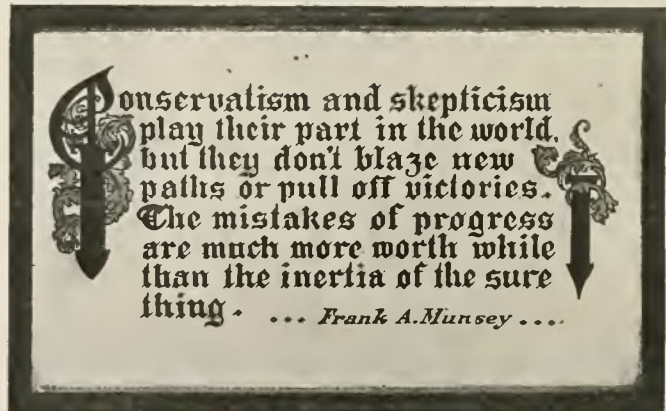 Conservatism and skepticism
play their part in the world,
but they don't blaze new
paths or pull off victories.
The mistakes of progress
are much more worth while
than the inertia of the sure
thing. ... Frank A. Munsey ....